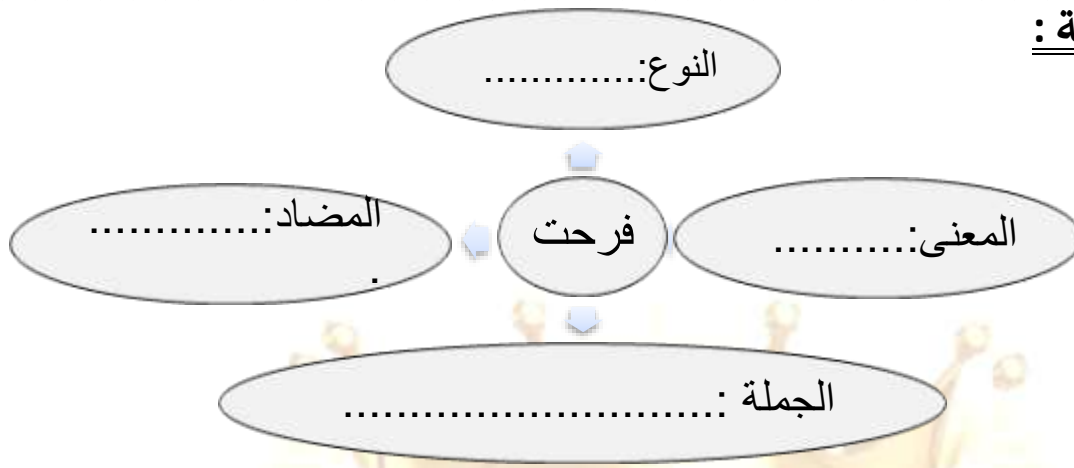 ة :
النوع:.............
المعنى:..........
فرحت
المضاد:..............
.
الجملة :............................